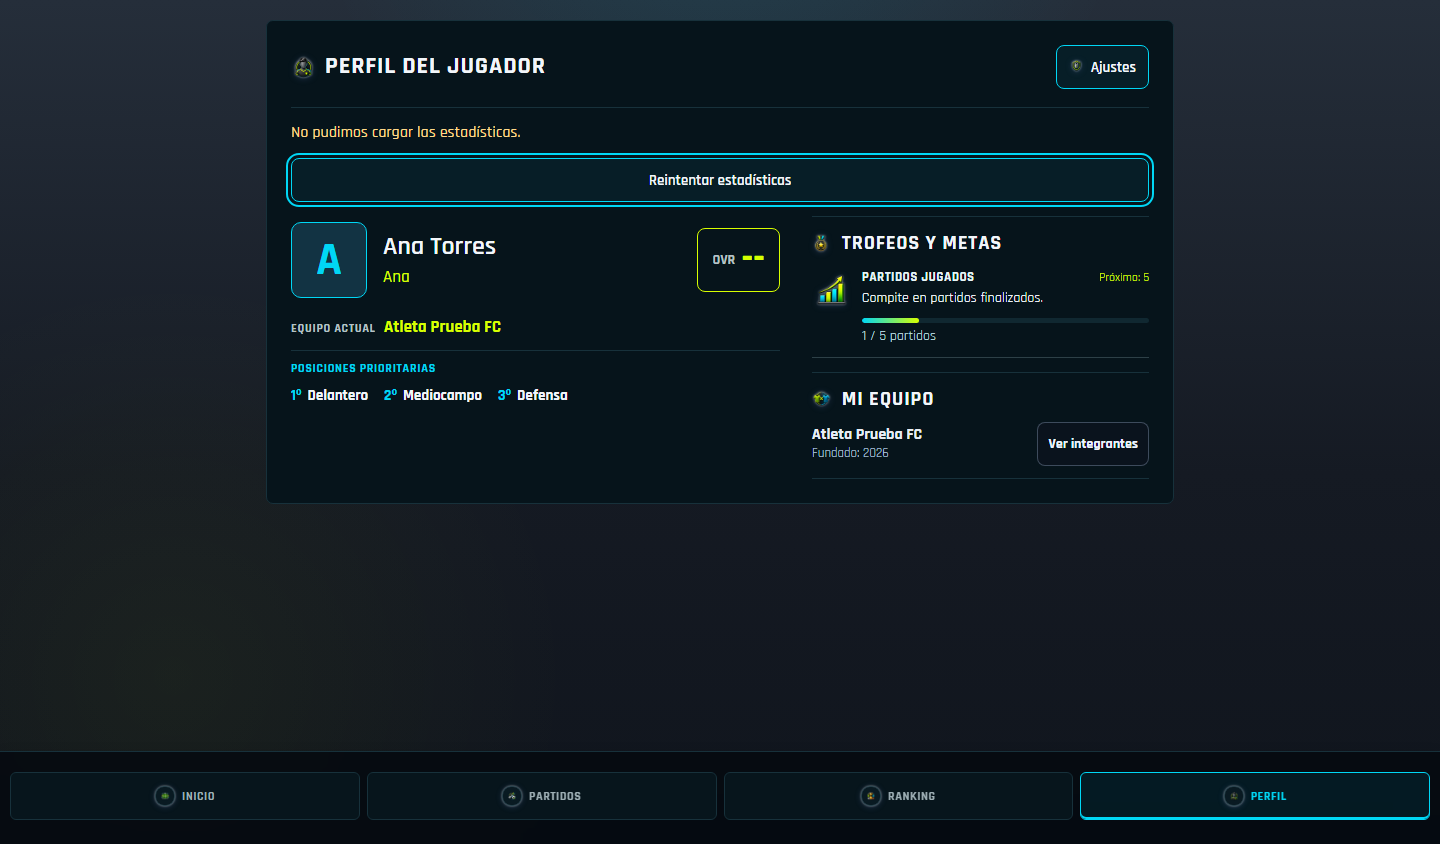 PERFIL DEL JUGADOR
Ajustes
No pudimos cargar las estadísticas.
Reintentar estadísticas
A
Ana Torres
Ana
OVR --
EQUIPO ACTUAL Atleta Prueba FC
POSICIONES PRIORITARIAS
1º Delantero 2º Mediocampo 3º Defensa
TROFEOS Y METAS
PARTIDOS JUGADOS
Próxima: 5
Compite en partidos finalizados.
1 / 5 partidos
MI EQUIPO
Atleta Prueba FC
Fundado: 2026
Ver integrantes
INICIO
PARTIDOS
RANKING
PERFIL